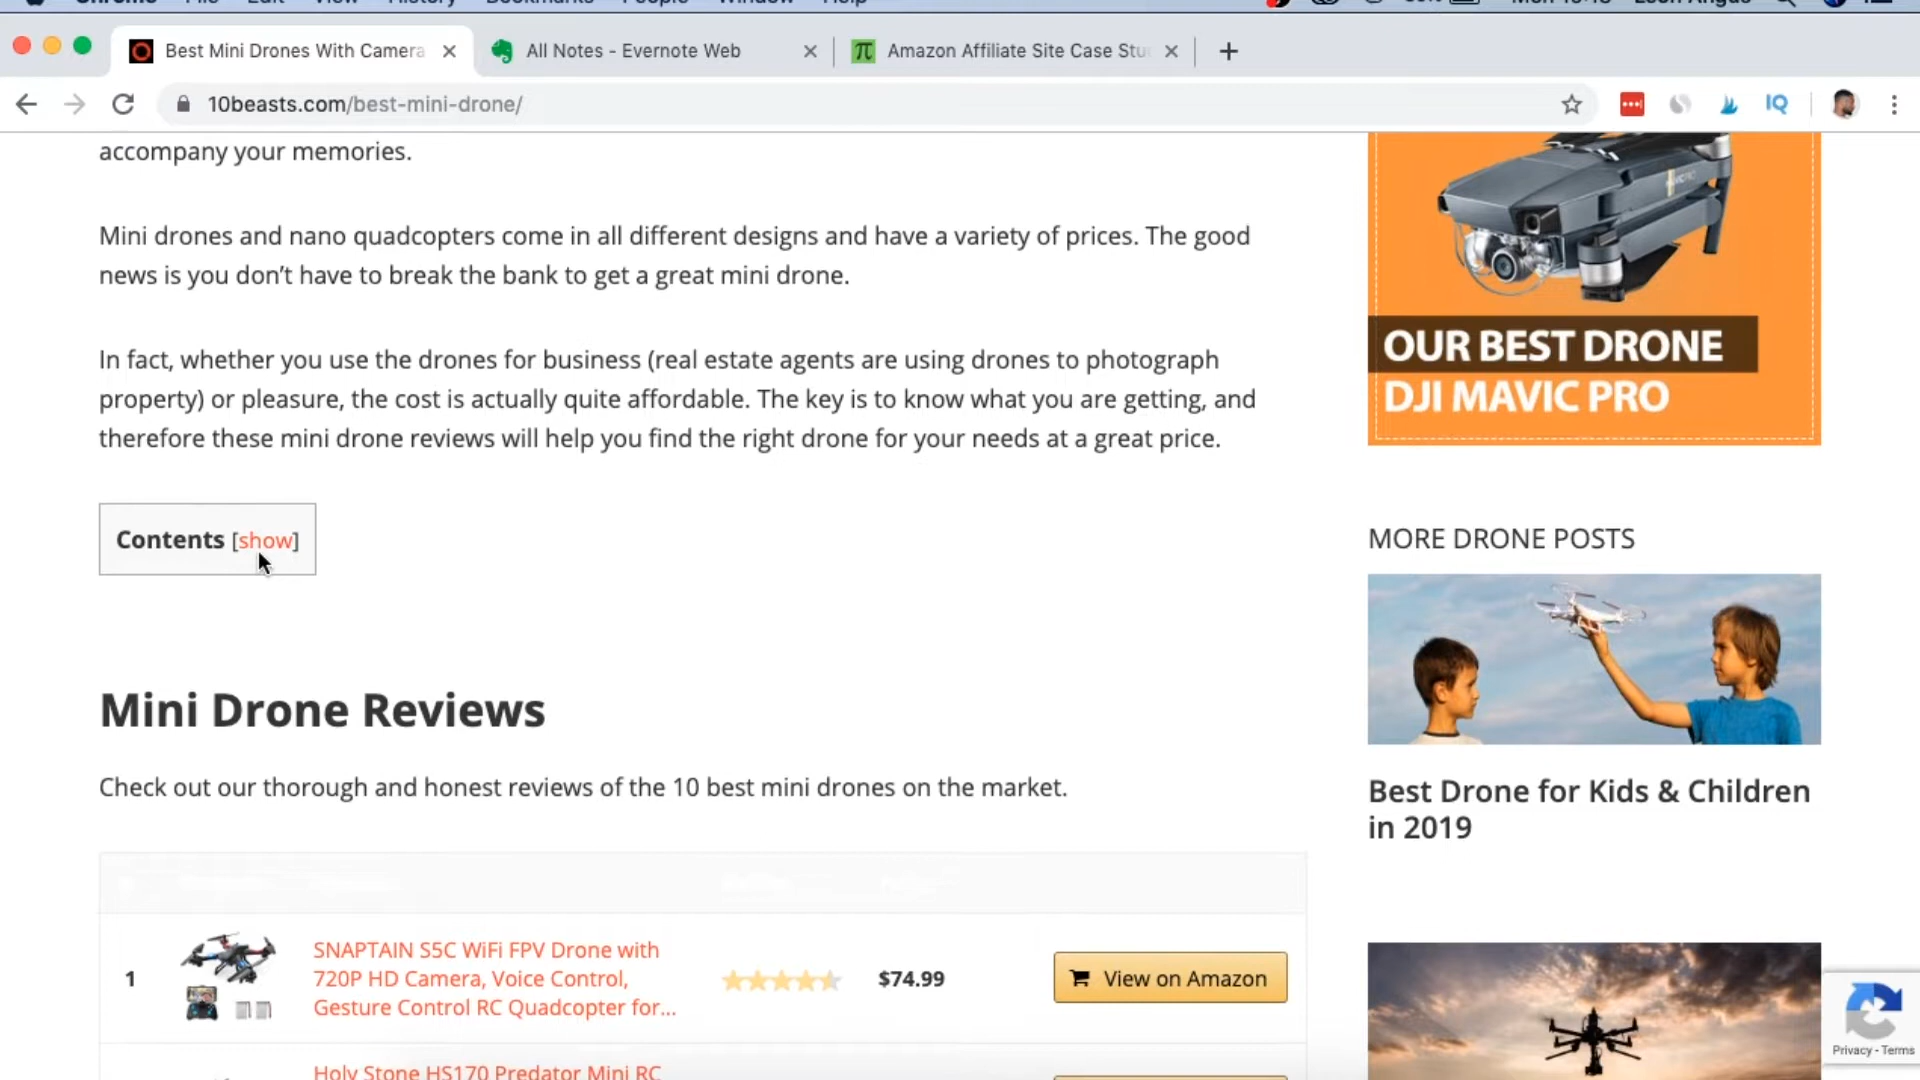 Chrome File Edit View History Bookmarks People Window Help
Best Mini Drones With Camera
All Notes - Evernote Web
Amazon Affiliate Site Case Stu
10beasts.com/best-mini-drone/
IQ
accompany your memories.
Mini drones and nano quadcopters come in all different designs and have a variety of prices. The good
news is you don’t have to break the bank to get a great mini drone.
In fact, whether you use the drones for business (real estate agents are using drones to photograph
property) or pleasure, the cost is actually quite affordable. The key is to know what you are getting, and
therefore these mini drone reviews will help you find the right drone for your needs at a great price.
Contents [show]
Mini Drone Reviews
Check out our thorough and honest reviews of the 10 best mini drones on the market.
1
SNAPTAIN S5C WiFi FPV Drone with
720P HD Camera, Voice Control,
Gesture Control RC Quadcopter for...
$74.99
View on Amazon
Holy Stone HS170 Predator Mini RC
OUR BEST DRONE
DJI MAVIC PRO
MORE DRONE POSTS
Best Drone for Kids & Children
in 2019
Privacy - Terms